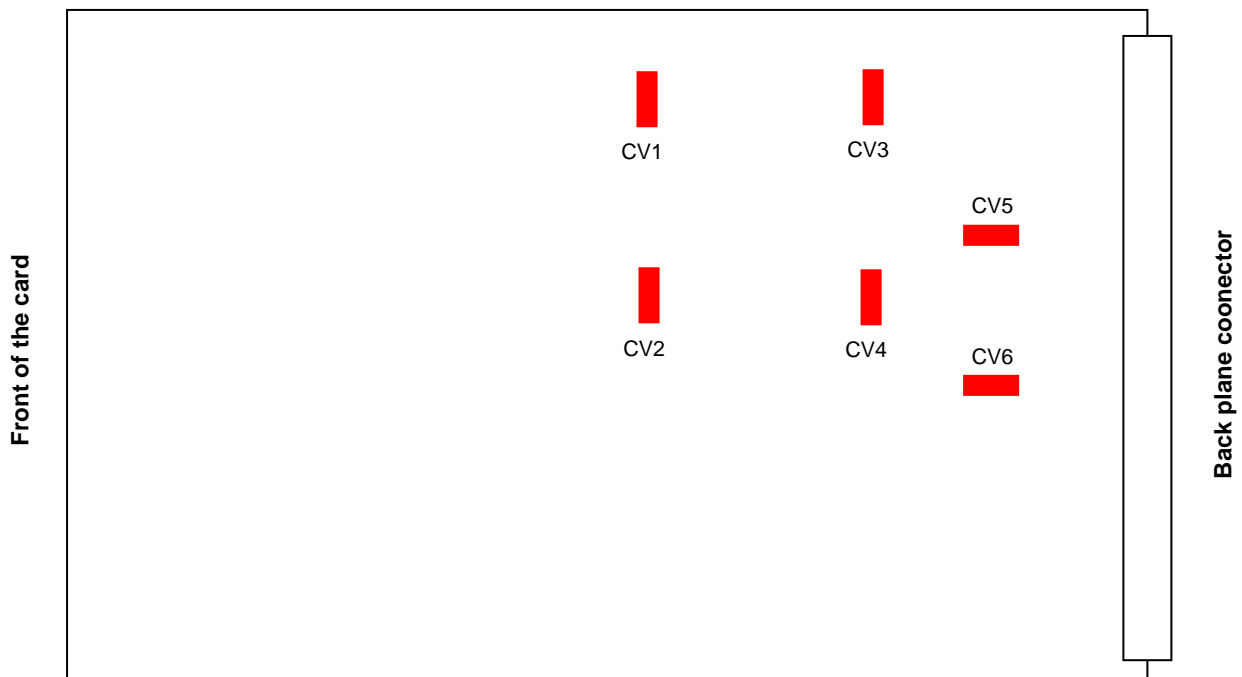 CV1
CV3
CV5
Front of the card
Back plane coonector
CV2
CV4
CV6